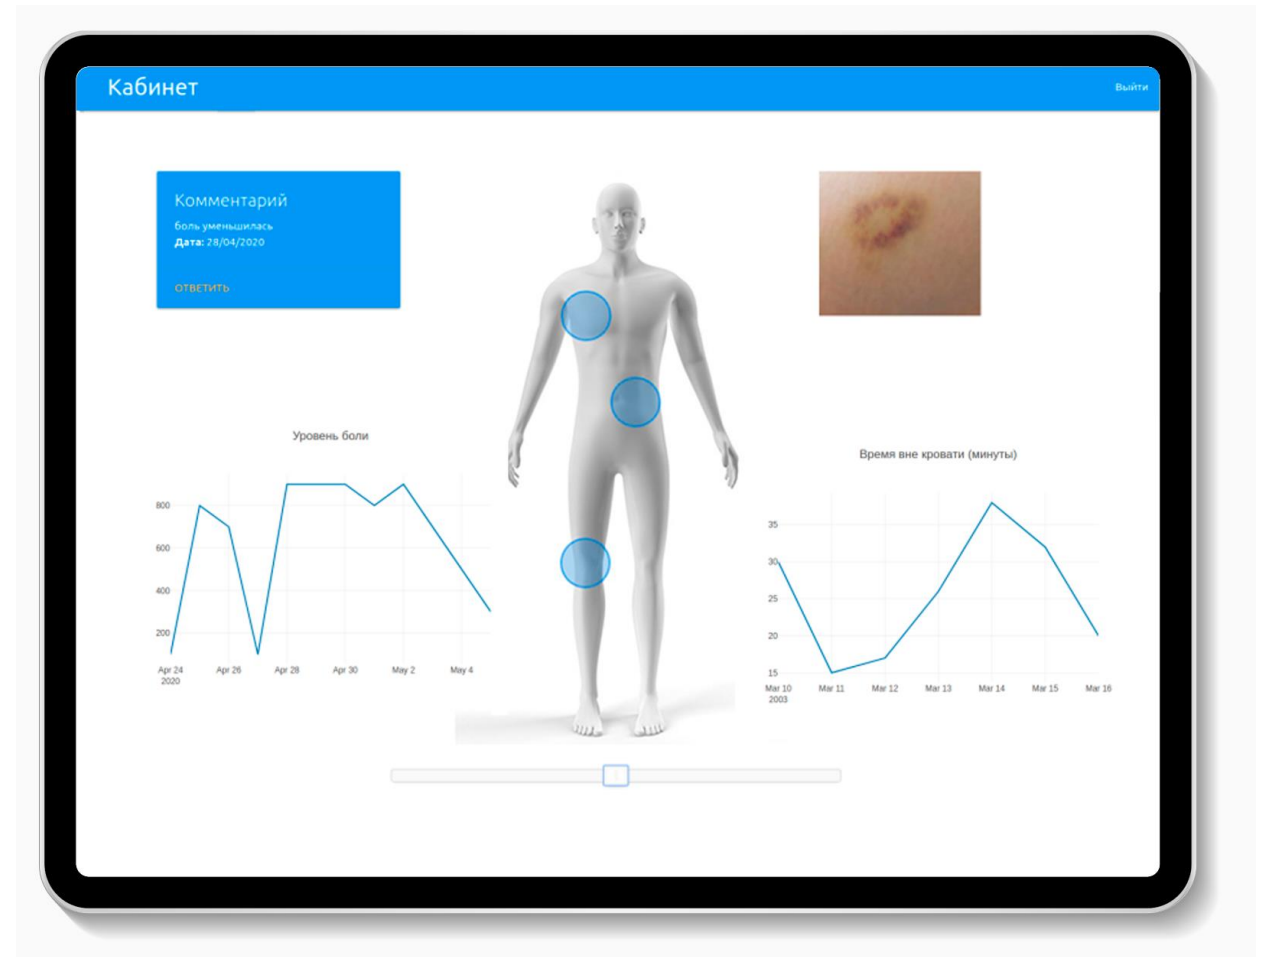 Кабинет
Выйти
Комментарий
боль уменьшилась
Дата: 28/04/2020
ОТВЕТИТЬ
Уровень боли
800
600
400
200
Apr 24 Apr 26 Apr 28 Apr 30 May 2 May 4
2020
Время вне кровати (минуты)
35
30
25
20
15
Mar 10 Mar 11 Mar 12 Mar 13 Mar 14 Mar 15 Mar 16
2003